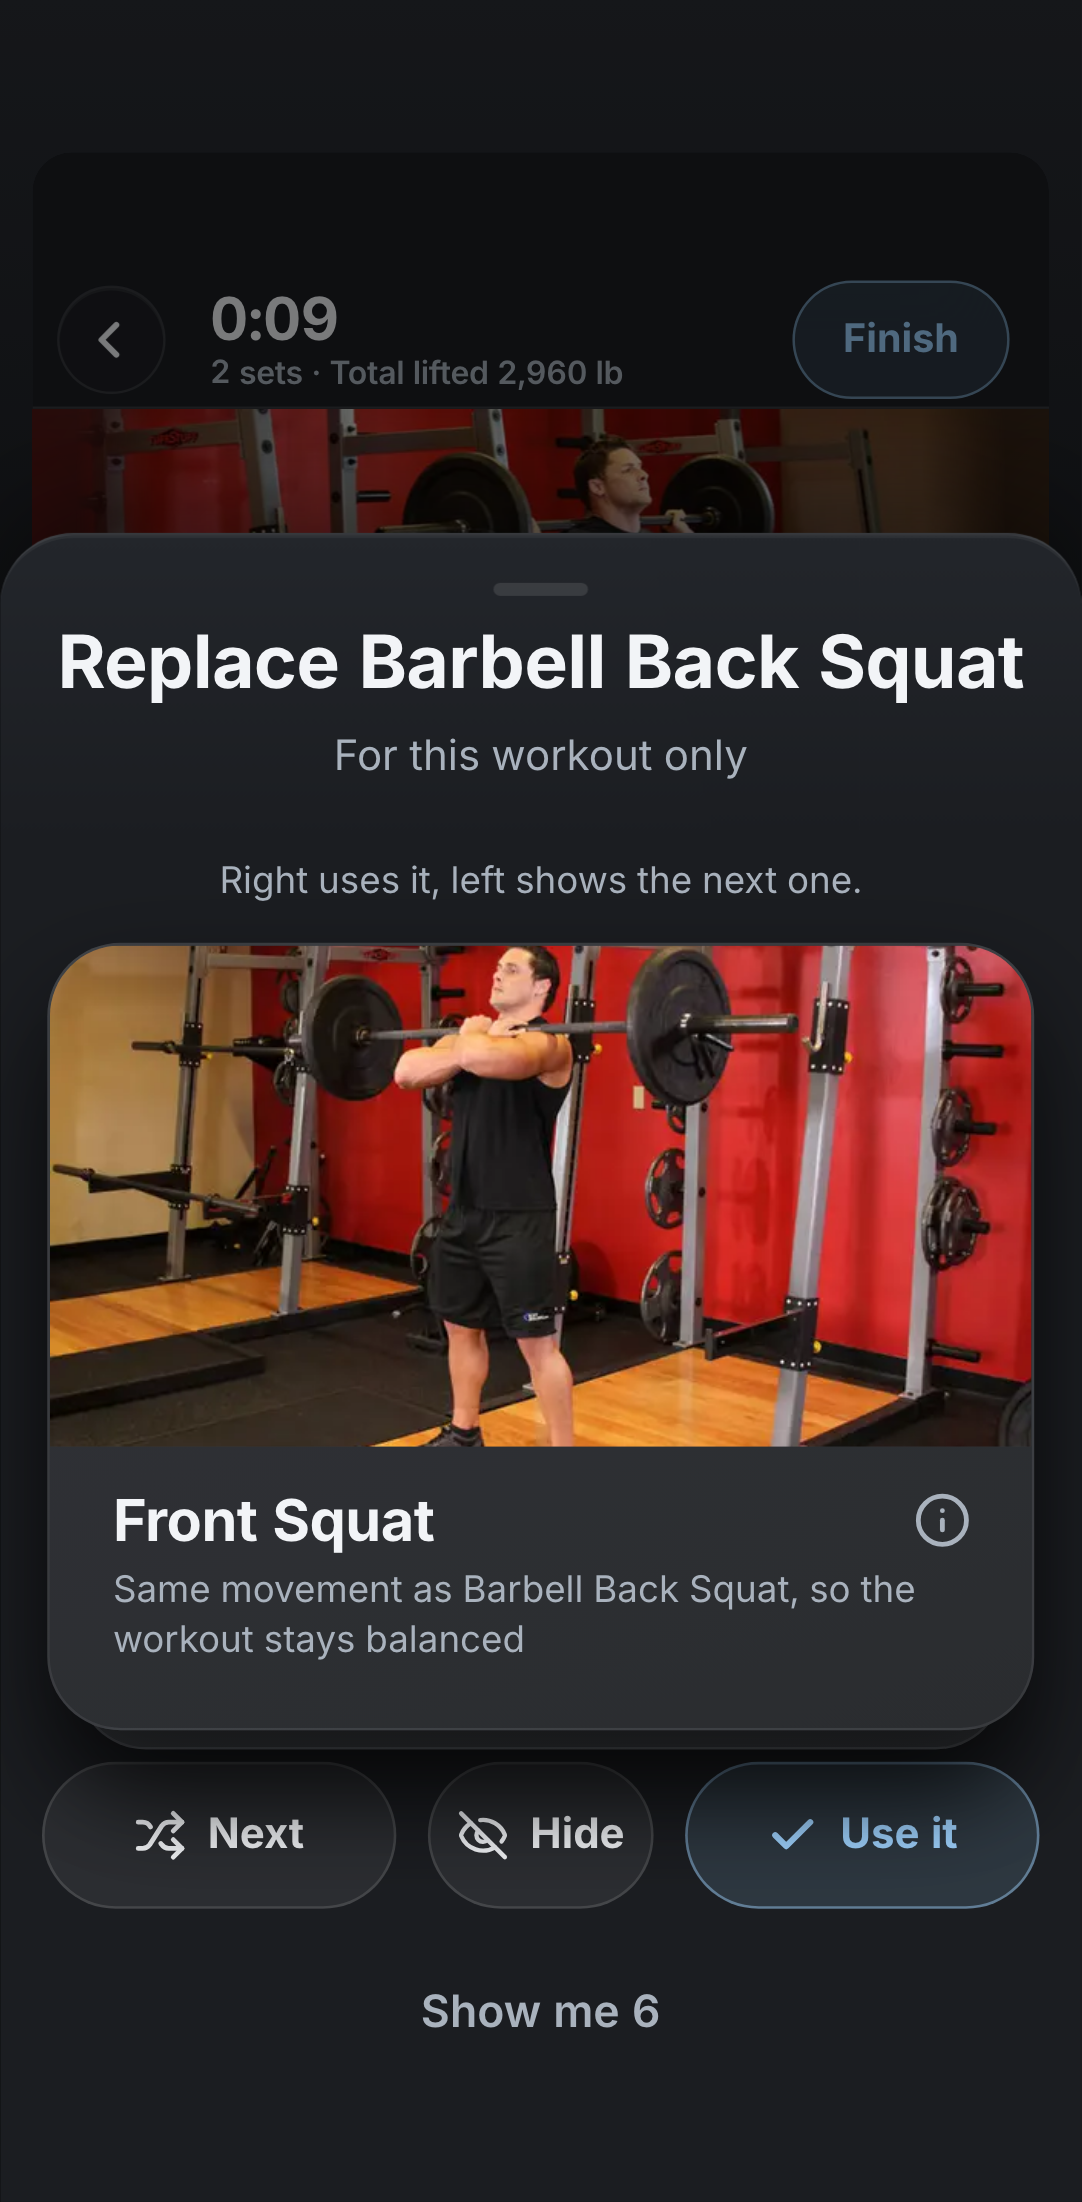 0:09
2 sets · Total lifted 2,960 lb
Finish
Replace Barbell Back Squat
For this workout only
Right uses it, left shows the next one.
Front Squat
Same movement as Barbell Back Squat, so the
workout stays balanced
Next
Hide
Use it
Show me 6